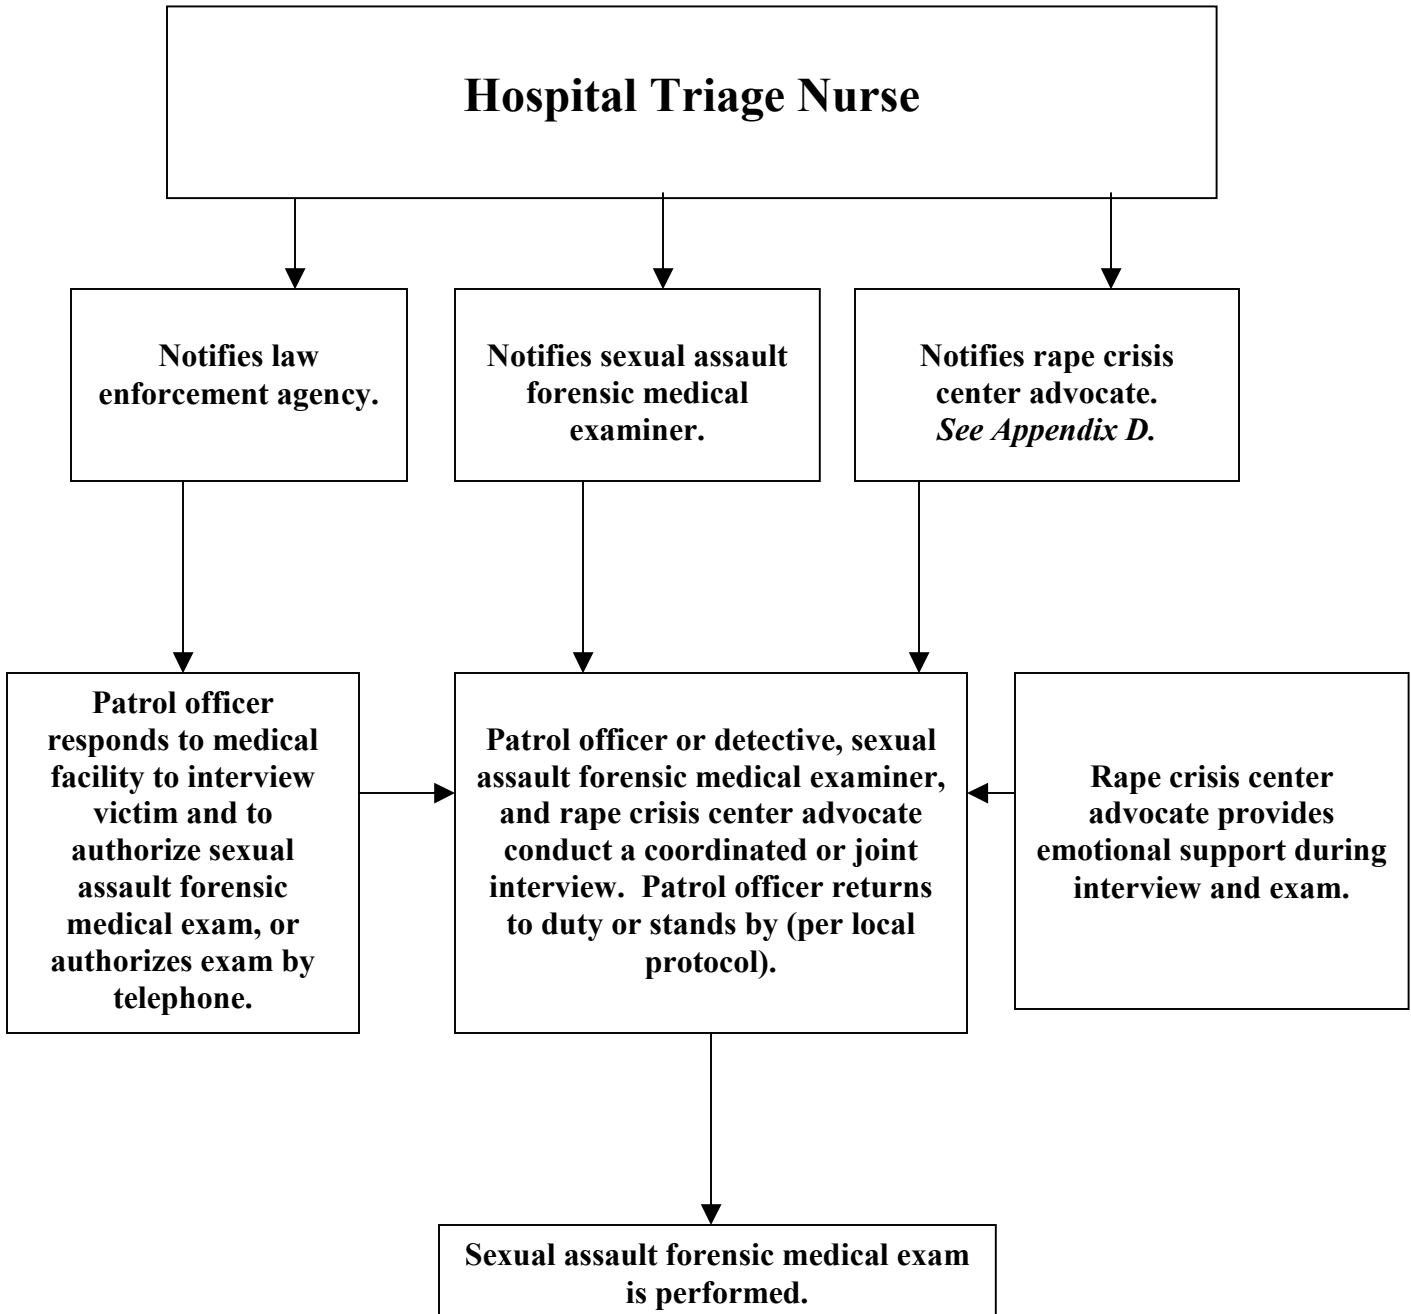 Hospital Triage Nurse
Notifies law
enforcement agency.
Notifies sexual assault
forensic medical
examiner.
Notifies rape crisis
center advocate.
See Appendix D.
Patrol officer
responds to medical
facility to interview
victim and to
authorize sexual
assault forensic
medical exam, or
authorizes exam by
telephone.
Patrol officer or detective, sexual
assault forensic medical examiner,
and rape crisis center advocate
conduct a coordinated or joint
interview.  Patrol officer returns
to duty or stands by (per local
protocol).
Rape crisis center
advocate provides
emotional support during
interview and exam.
Sexual assault forensic medical exam
is performed.